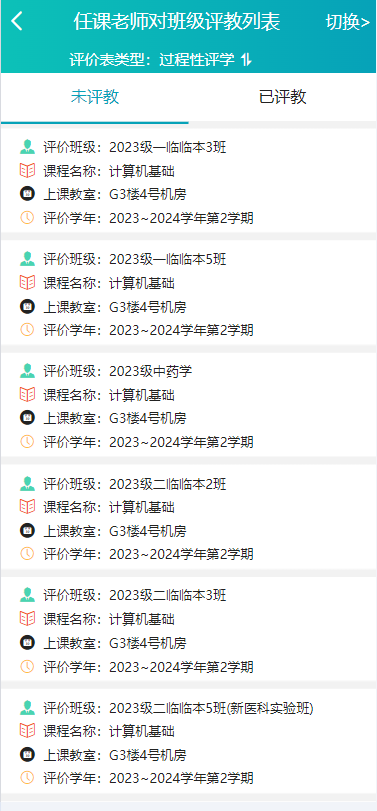 任课老师对班级评教列表
切换>
评价表类型：过程性评学
未评教
已评教
评价班级：2023级一临临本3班
课程名称：计算机基础
上课教室：G3楼4号机房
评价学年：2023~2024学年第2学期
评价班级：2023级一临临本5班
课程名称：计算机基础
上课教室：G3楼4号机房
评价学年：2023~2024学年第2学期
评价班级：2023级中药学
课程名称：计算机基础
上课教室：G3楼4号机房
评价学年：2023~2024学年第2学期
评价班级：2023级二临临本2班
课程名称：计算机基础
上课教室：G3楼4号机房
评价学年：2023~2024学年第2学期
评价班级：2023级二临临本3班
课程名称：计算机基础
上课教室：G3楼4号机房
评价学年：2023~2024学年第2学期
评价班级：2023级二临临本5班(新医科实验班)
课程名称：计算机基础
上课教室：G3楼4号机房
评价学年：2023~2024学年第2学期